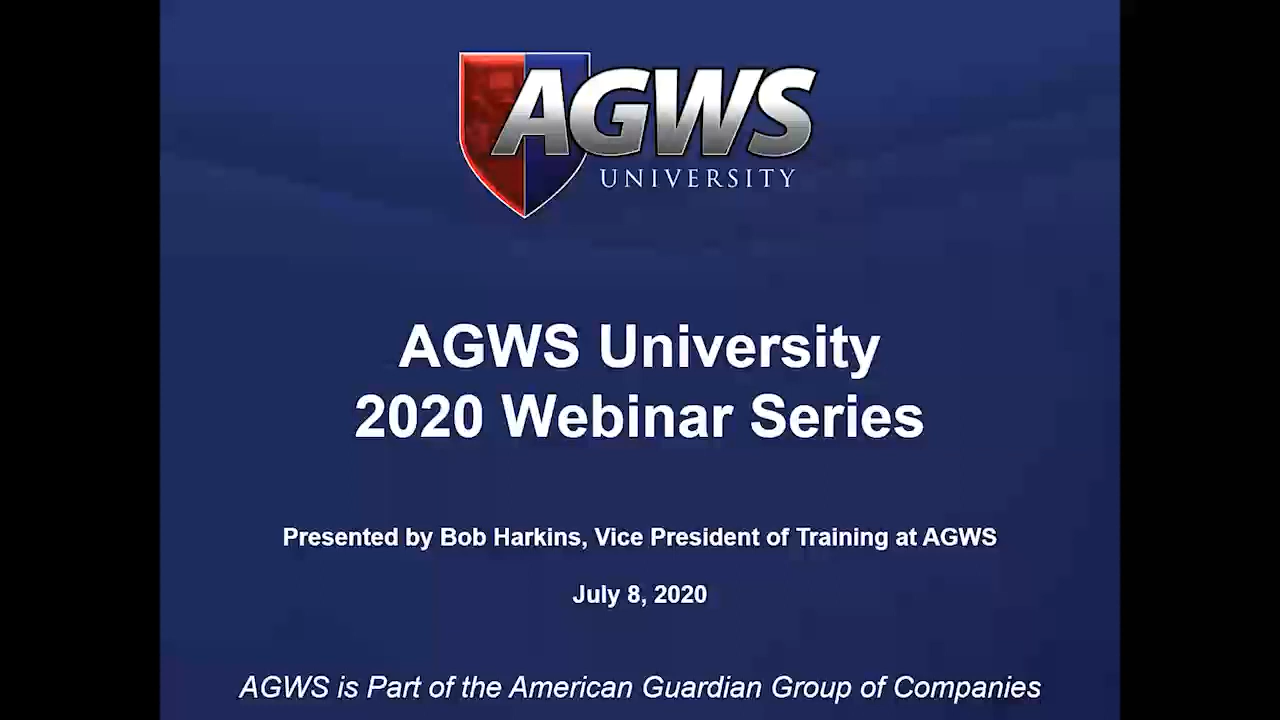 AGWS
UNIVERSITY
AGWS University
2020 Webinar Series
Presented by Bob Harkins, Vice President of Training at AGWS
July 8, 2020
AGWS is Part of the American Guardian Group of Companies